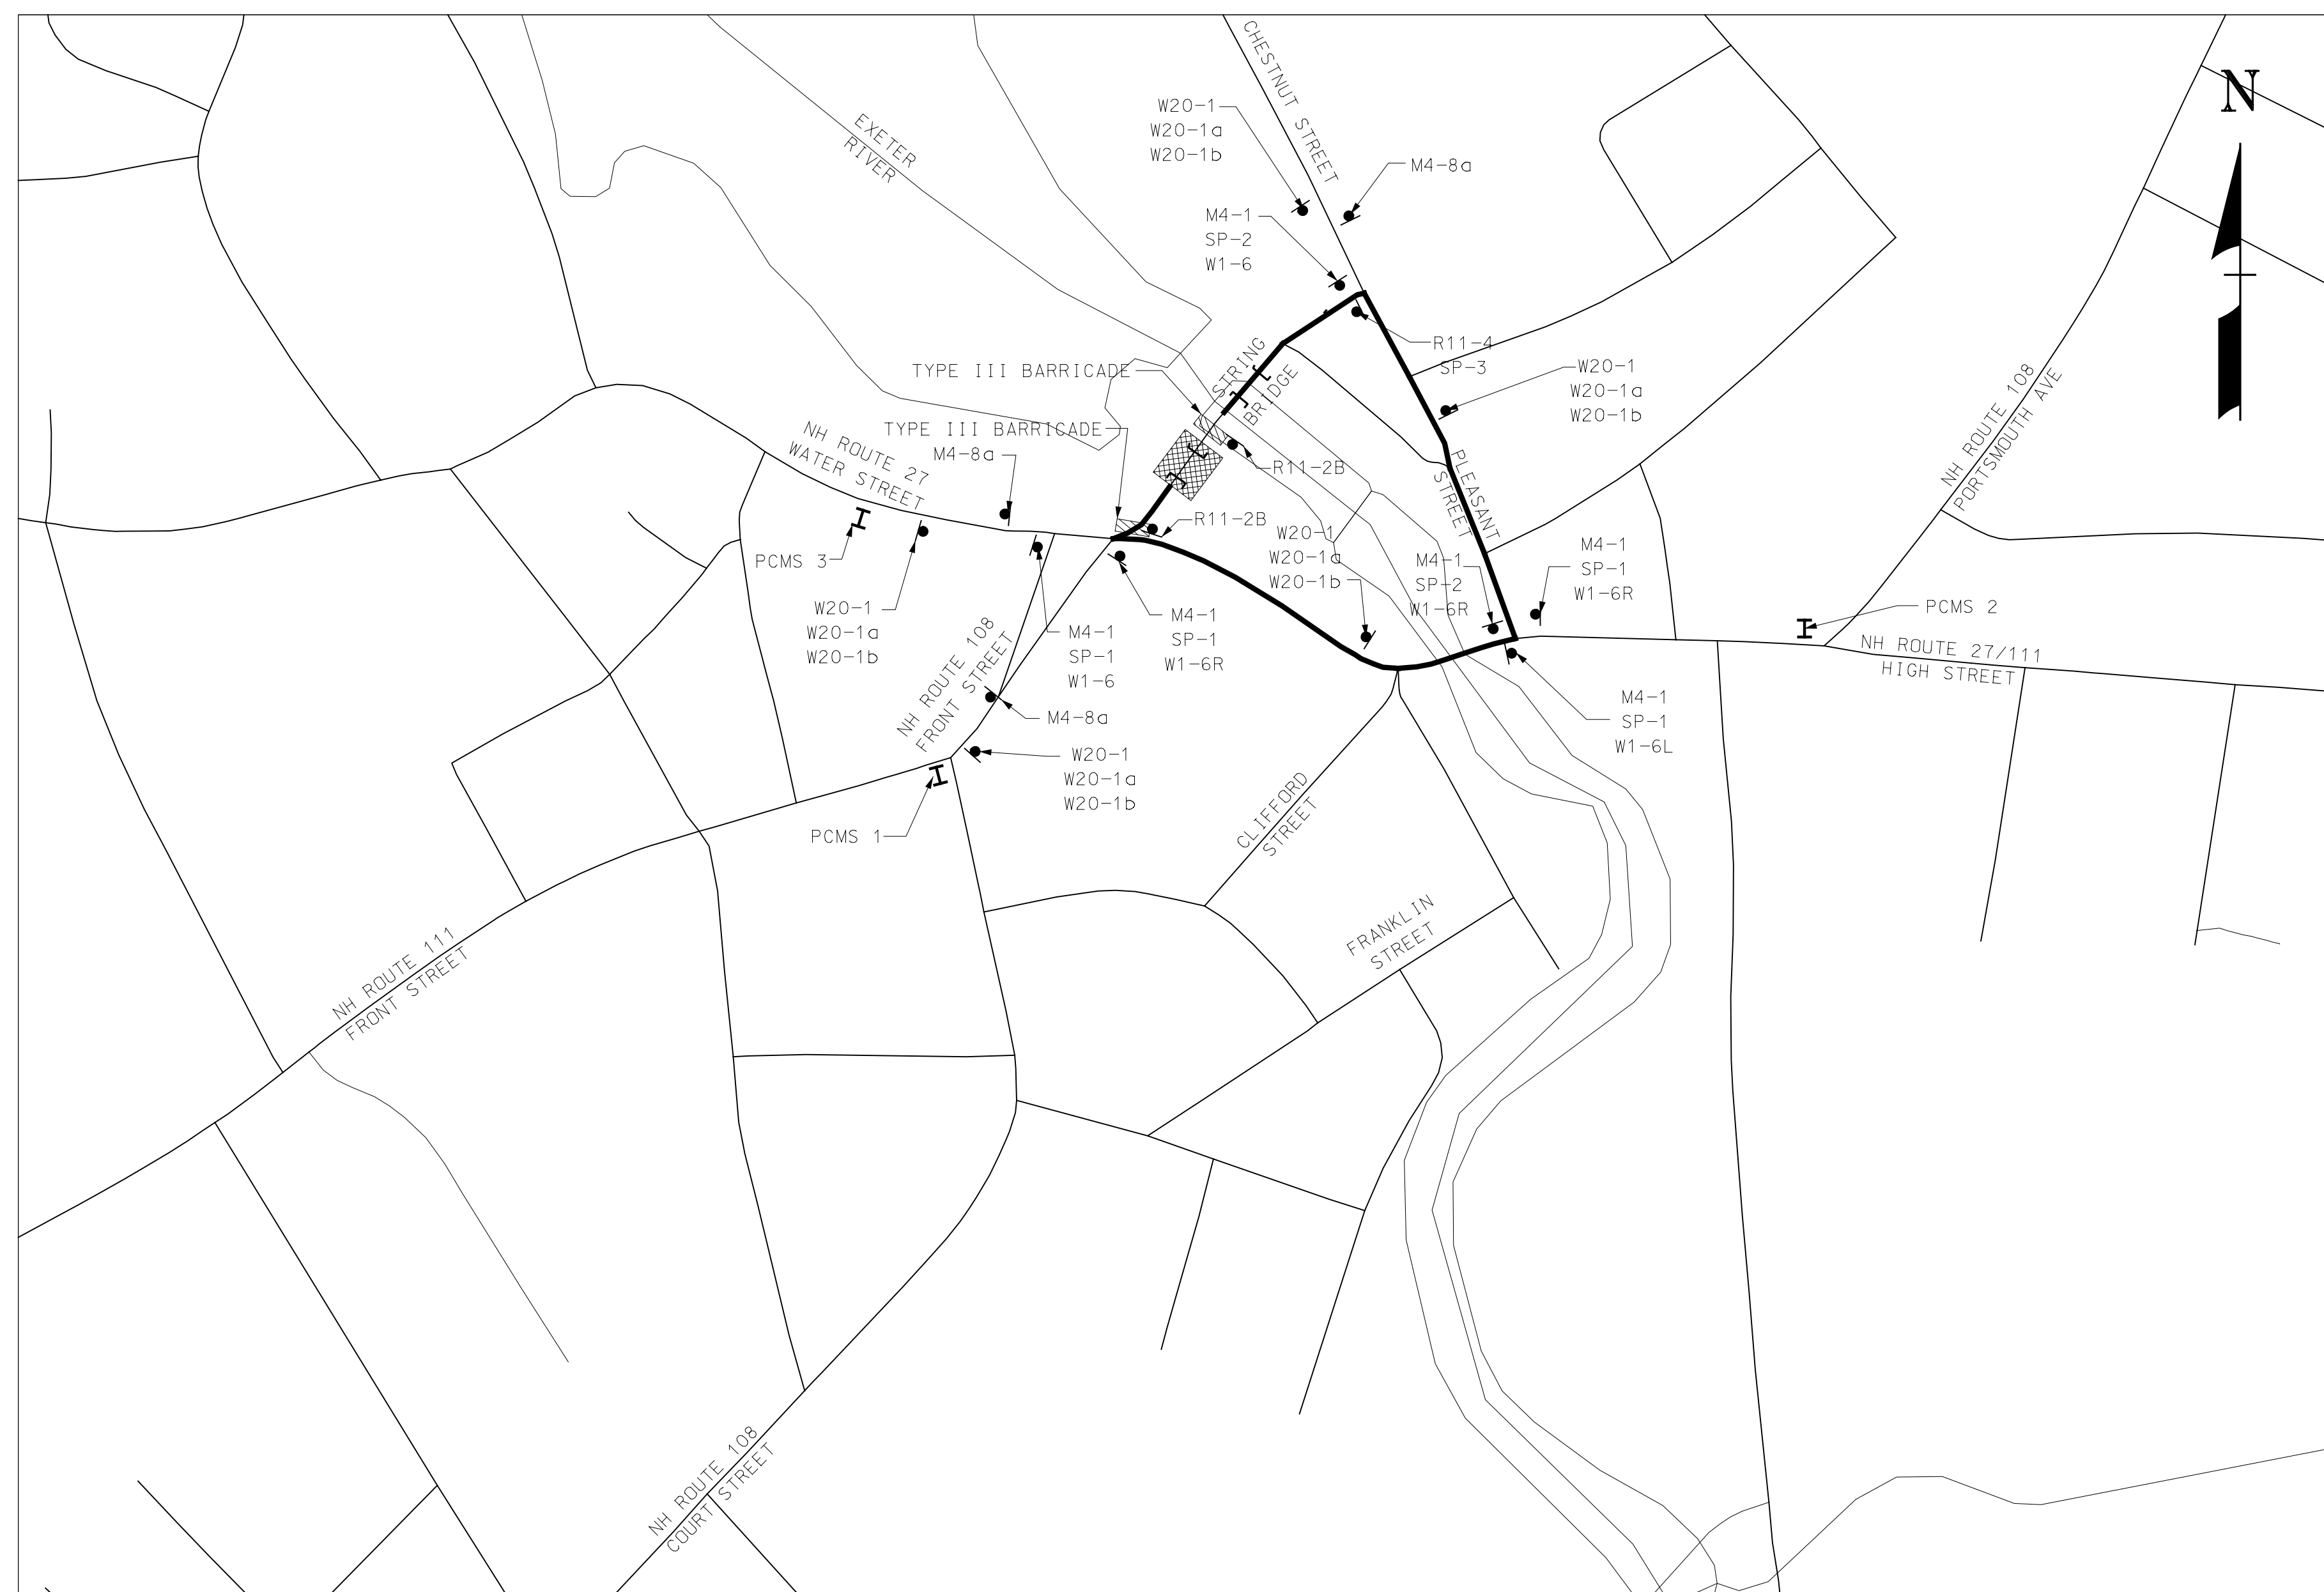 N
CHESTNUT STREET
W20-1
W20-1a
W20-1b
M4-8a
EXETER
RIVER
M4-1
SP-2
W1-6
R11-4
SP-3
STRING
BRIDGE
TYPE III BARRICADE
W20-1
W20-1a
W20-1b
NH ROUTE 108
PORTSMOUTH AVE
TYPE III BARRICADE
NH ROUTE 27
WATER STREET
M4-8a
R11-2B
PLEASANT
STREET
R11-2B
W20-1
W20-1a
W20-1b
M4-1
SP-2
W1-6R
M4-1
SP-1
W1-6R
PCMS 3
W20-1
W20-1a
W20-1b
PCMS 2
NH ROUTE 27/111
HIGH STREET
M4-1
SP-1
W1-6R
M4-1
SP-1
W1-6
NH ROUTE 108
FRONT STREET
M4-8a
M4-1
SP-1
W1-6L
W20-1
W20-1a
W20-1b
PCMS 1
CLIFFORD
STREET
FRANKLIN
STREET
NH ROUTE 111
FRONT STREET
NH ROUTE 108
COURT STREET